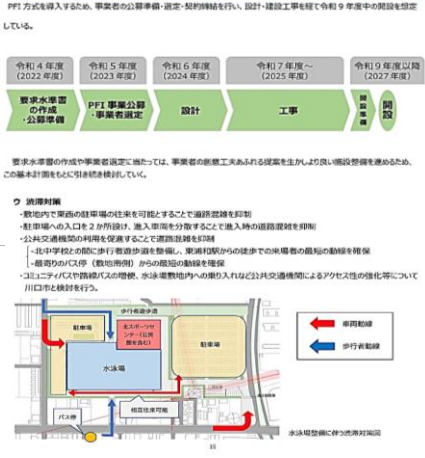 PFI 方式を導入するため、事業者の公募準備・選定・契約締結を行い、設計・建設工事を経て令和 9 年度中の開設を想定
している。
令和 4 年度
(2022 年度)
令和 5 年度
(2023 年度)
令和 6 年度
(2024 年度)
令和 7 年度～
(2025 年度)
令和 9 年度以降
(2027 年度)
要求水準書
の作成
・公募準備
PFI 事業公募
・事業者選定
設計
工事
開設準備
開設
要求水準書の作成や事業者選定に当たっては、事業者の創意工夫あふれる提案を生かしより良い施設整備を進めるため、
この基本計画をもとに引き続き検討していく。
ウ 渋滞対策
・敷地内で東西の駐車場の往来を可能とすることで道路混雑を抑制
・駐車場への入口を 2 か所設け、進入車両を分散することで進入時の道路混雑を抑制
・公共交通機関の利用を促進することで道路混雑を抑制
-北中学校との間に歩行者遊歩道を整備し、東浦和駅からの徒歩での来場者の最短の動線を確保
-最寄りのバス停（敷地南側）からの最短の動線を確保
・コミュニティバスや路線バスの増便、水泳場敷地内への乗り入れなど公共交通機関によるアクセス性の強化等について
川口市と検討を行う。
歩行者遊歩道
駐車場
北スポーツセ
ンター(公民
館を含む)
駐車場
水泳場
相互往来可能
バス停
車両動線
歩行者動線
水泳場整備に伴う渋滞対策図
15